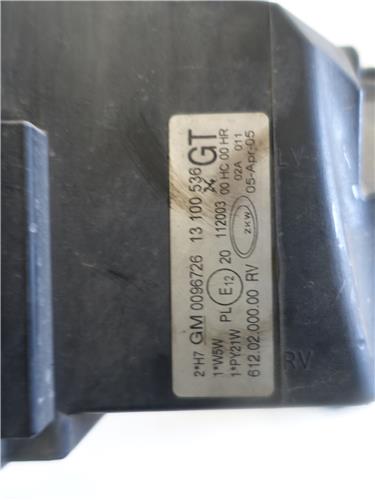 2*H7 GM 0096726 13 100 536 GT
1*W5W PL E12 20 112003 00 HC 00 HR
1*PY21W ZKW 02A 011
612.02.000.00 RV 05-Apr-05
LV
RV